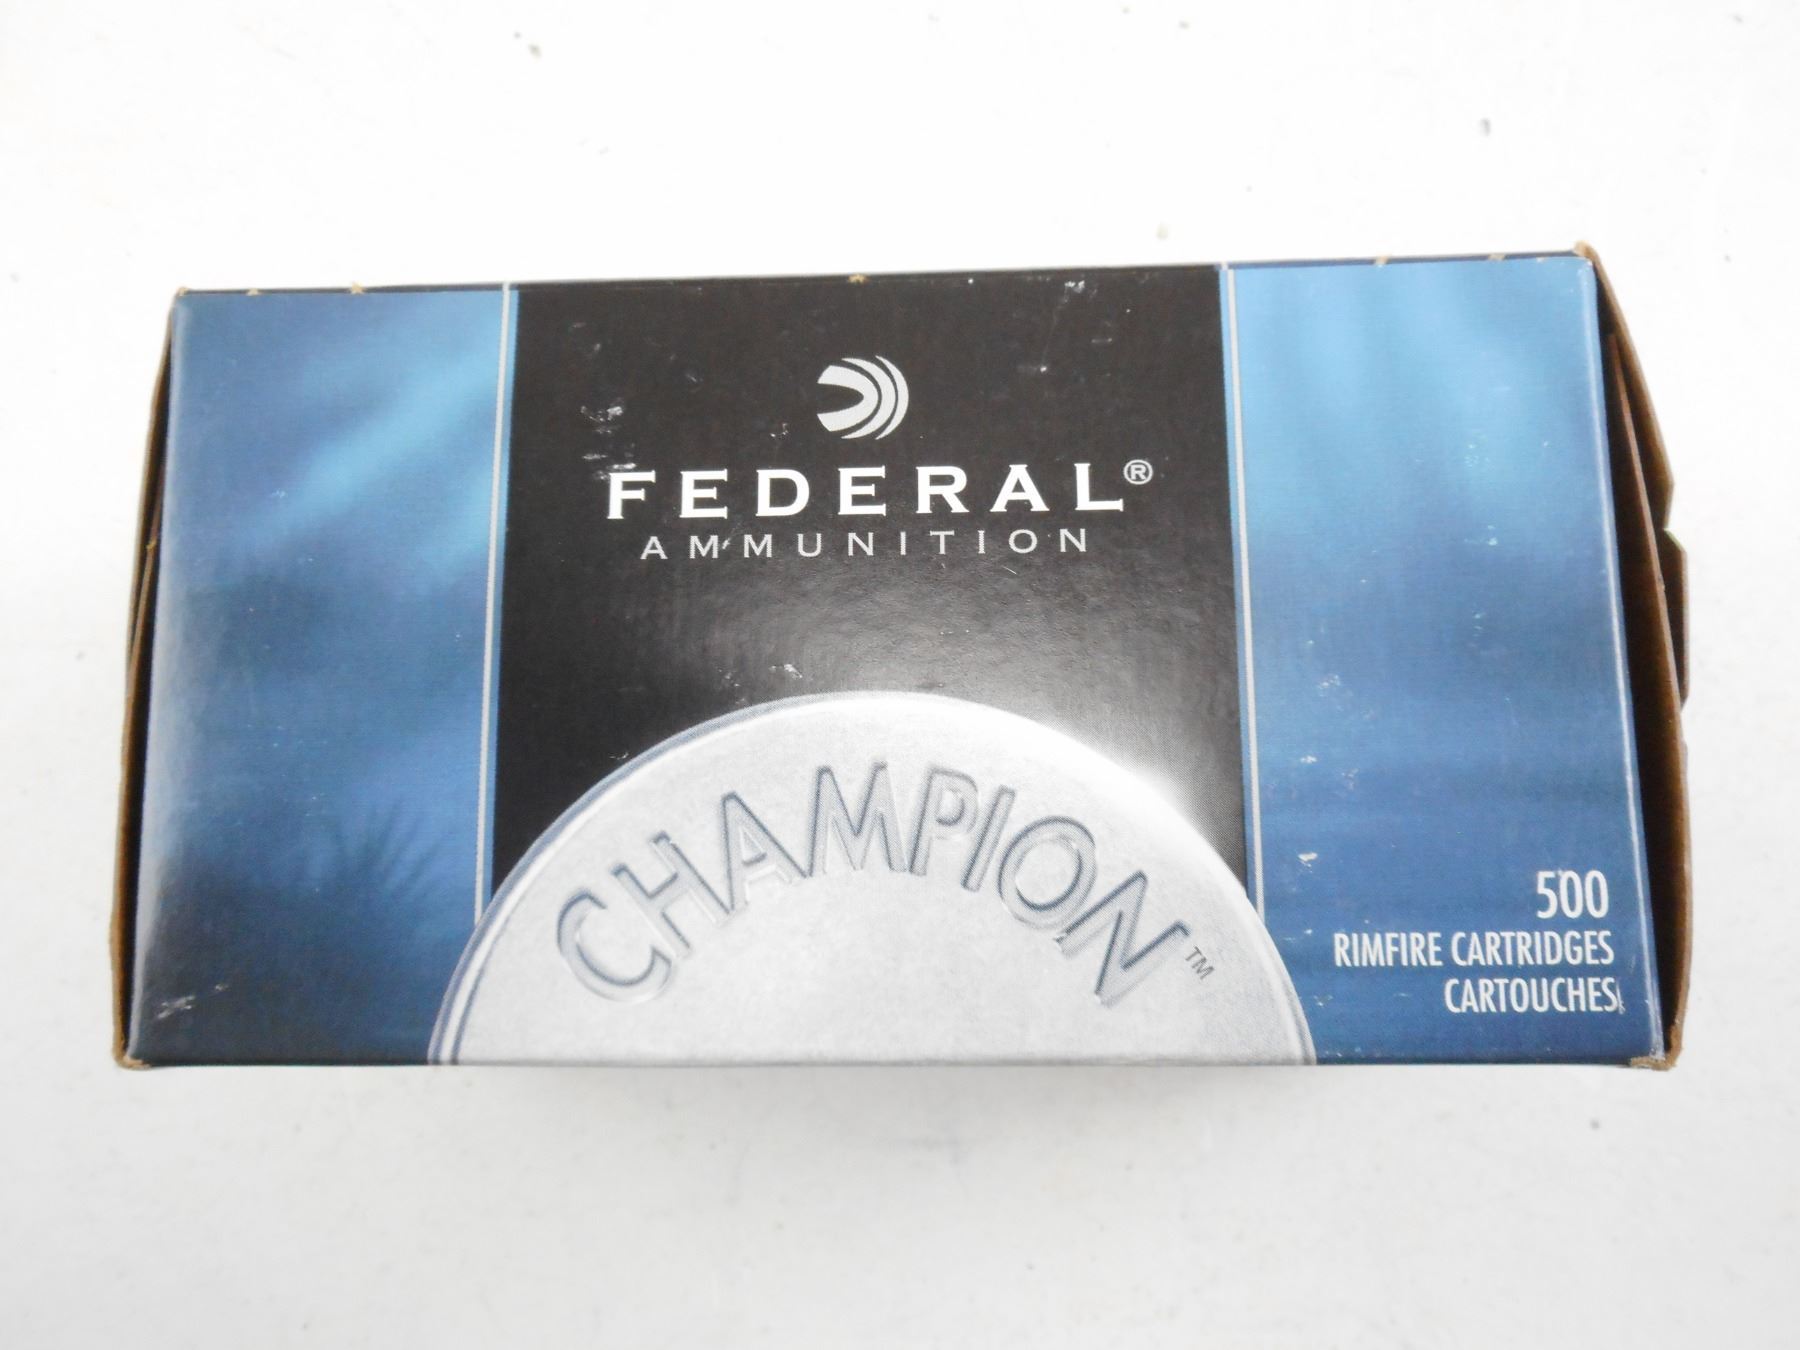 FEDERAL®
AMMUNITION
CHAMPION™
500
RIMFIRE CARTRIDGES
CARTOUCHES